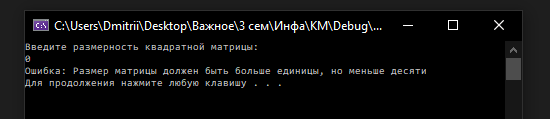 C:\Users\Dmitrii\Desktop\Важное\3 сем\Инфа\КМ\Debug\...
Введите размерность квадратной матрицы:
0
Ошибка: Размер матрицы должен быть больше единицы, но меньше десяти
Для продолжения нажмите любую клавишу . . .